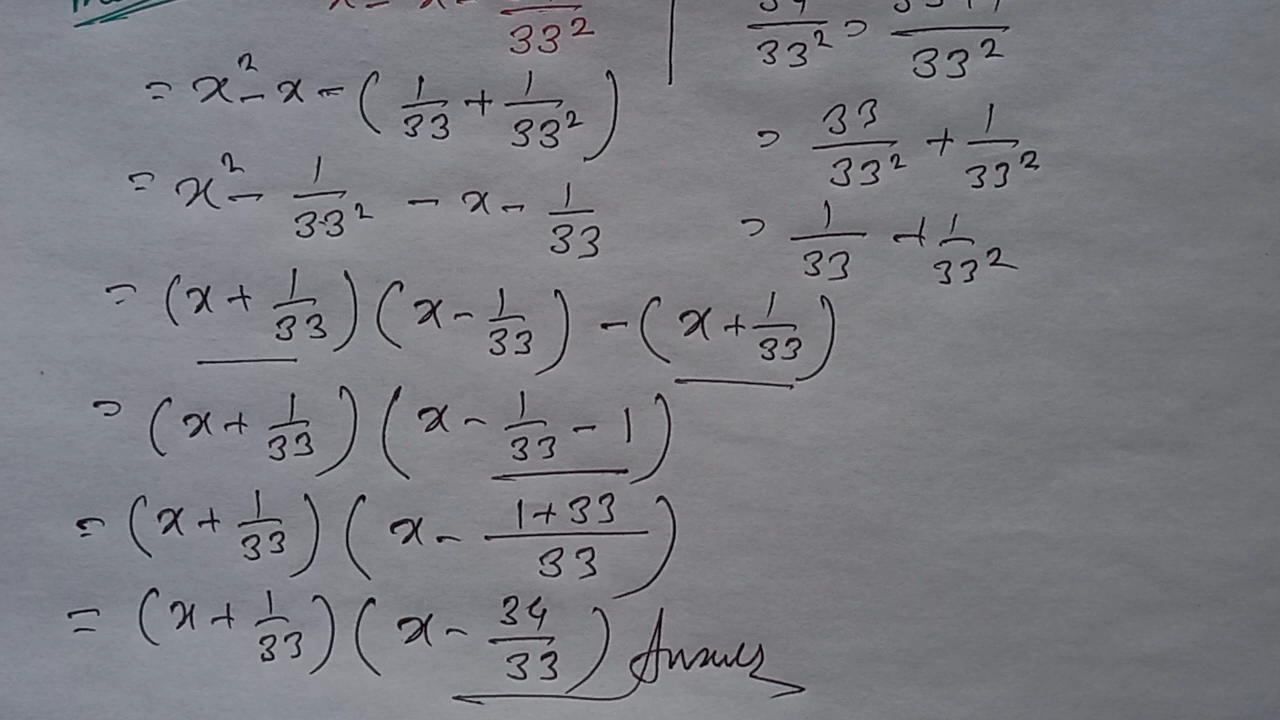 = x² - x - (1/33 + 1/33²)
= x² - 1/33² - x - 1/33
= (x + 1/33)(x - 1/33) - (x + 1/33)
= (x + 1/33)(x - 1/33 - 1)
= (x + 1/33)(x - (1+33)/33)
= (x + 1/33)(x - 34/33) Answer
= 33/33² + 1/33²
= 1/33 + 1/33²